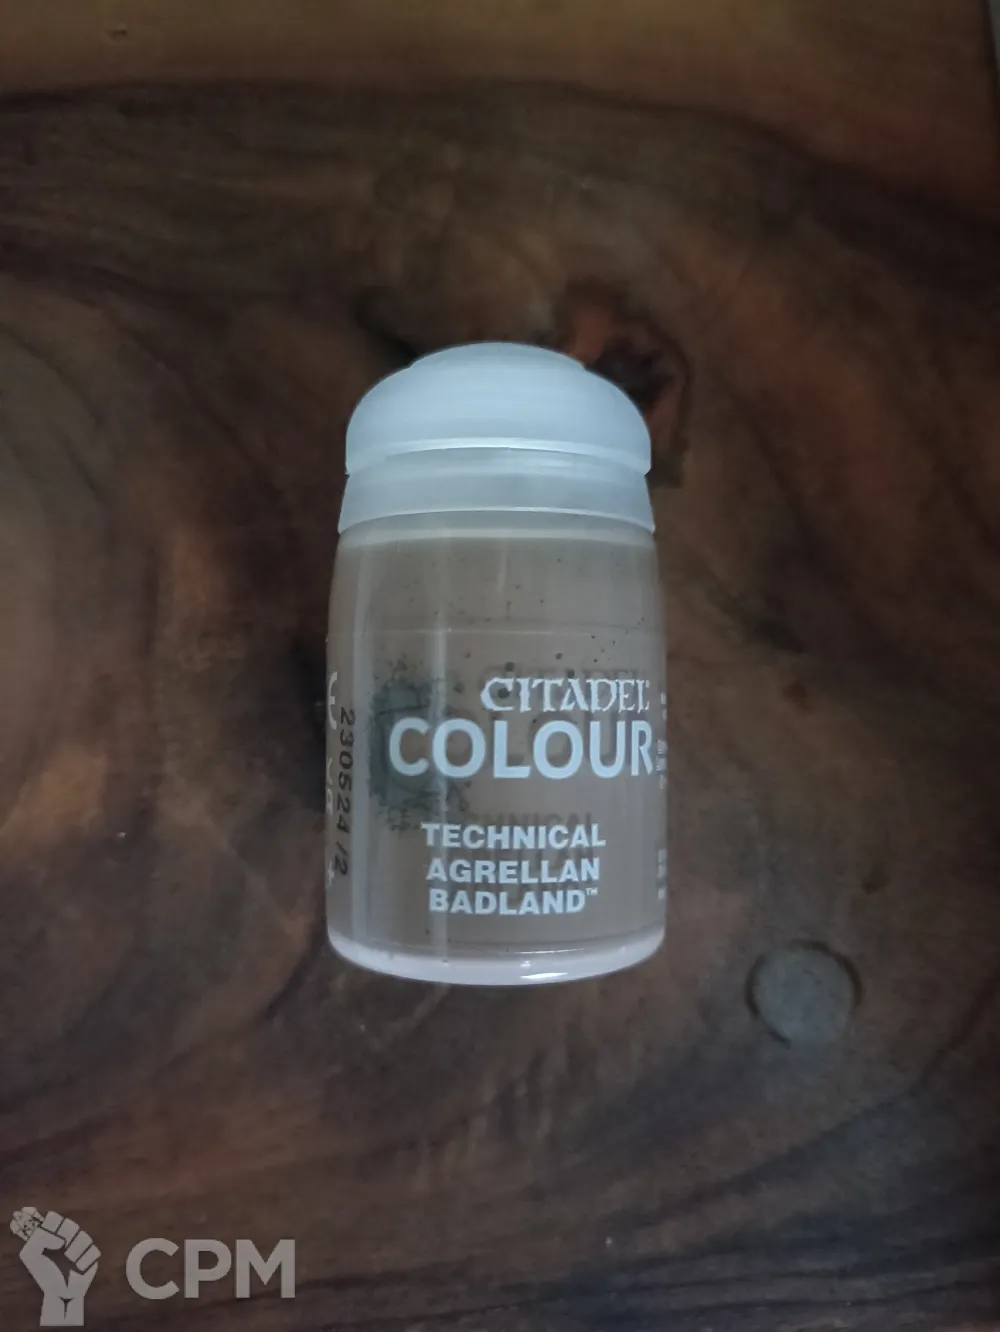 CITADEL
COLOUR
TECHNICAL
AGRELLAN
BADLAND™
230524 /2
CPM